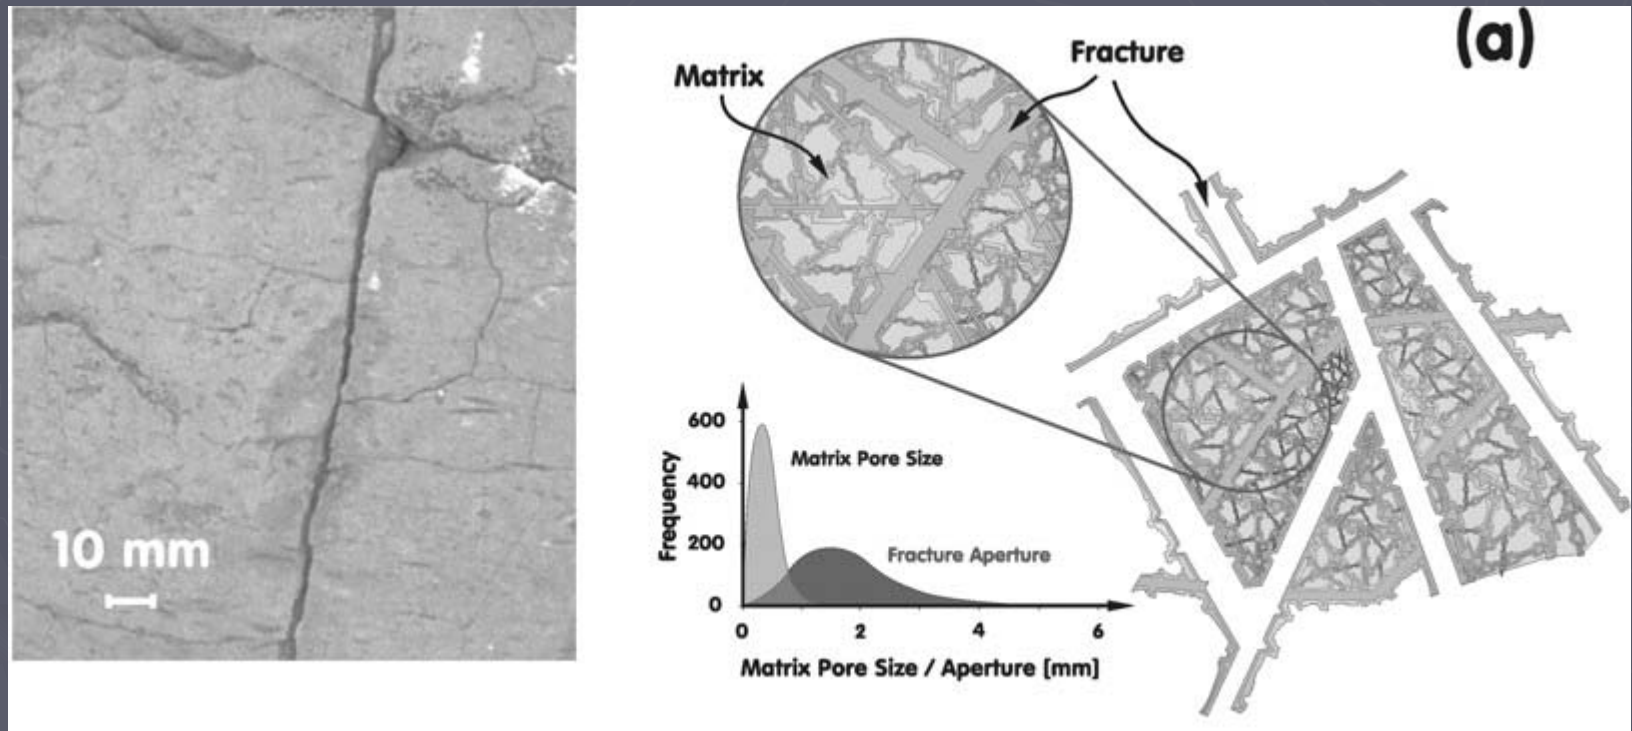 10 mm
(a)
Matrix
Fracture
Frequency
600
400
200
0
Matrix Pore Size
Fracture Aperture
0
2
4
6
Matrix Pore Size / Aperture [mm]